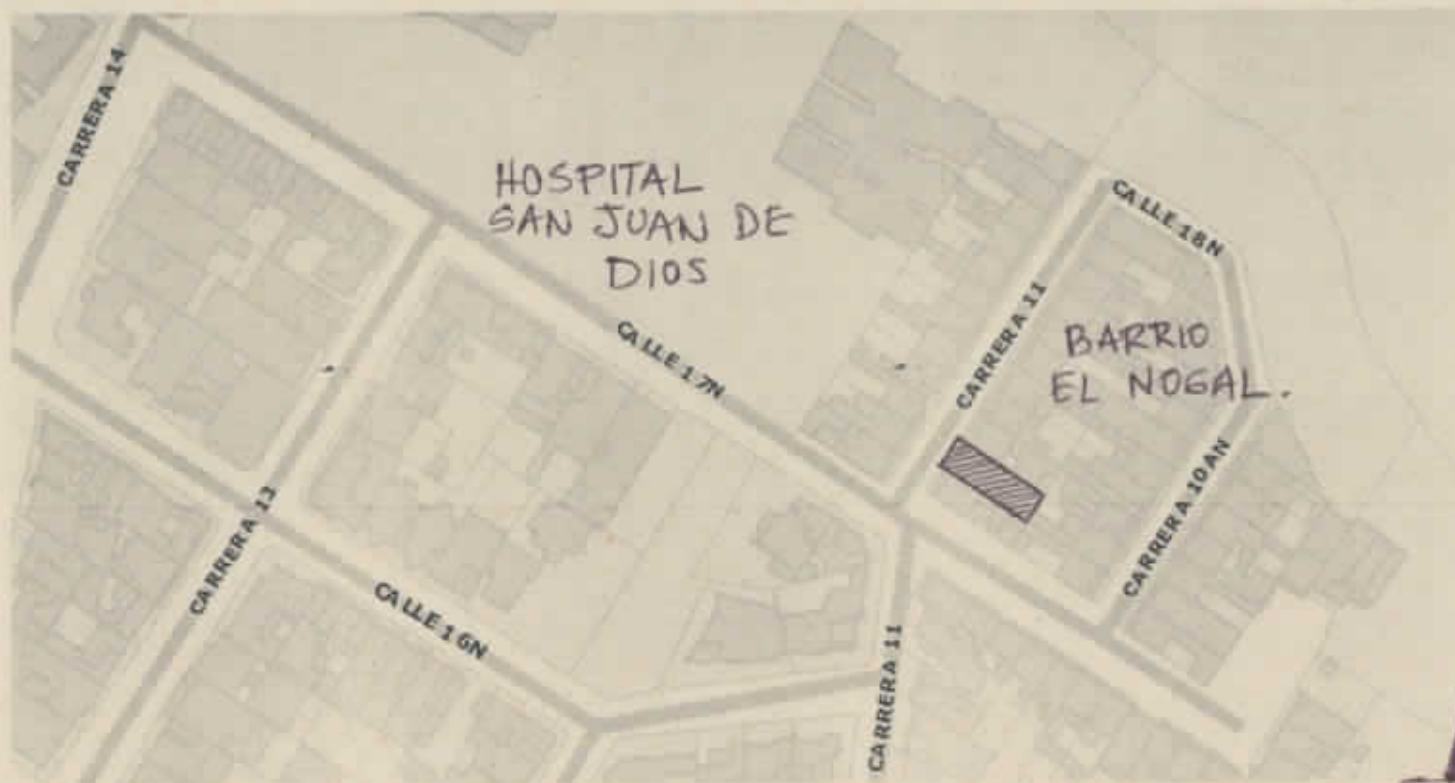 CARRERA 14
HOSPITAL
SAN JUAN DE
DIOS
CALLE 18N
CARRERA 11
BARRIO
EL NOGAL.
CALLE 17N
CARRERA 10AN
CARRERA 13
CALLE 16N
CARRERA 11